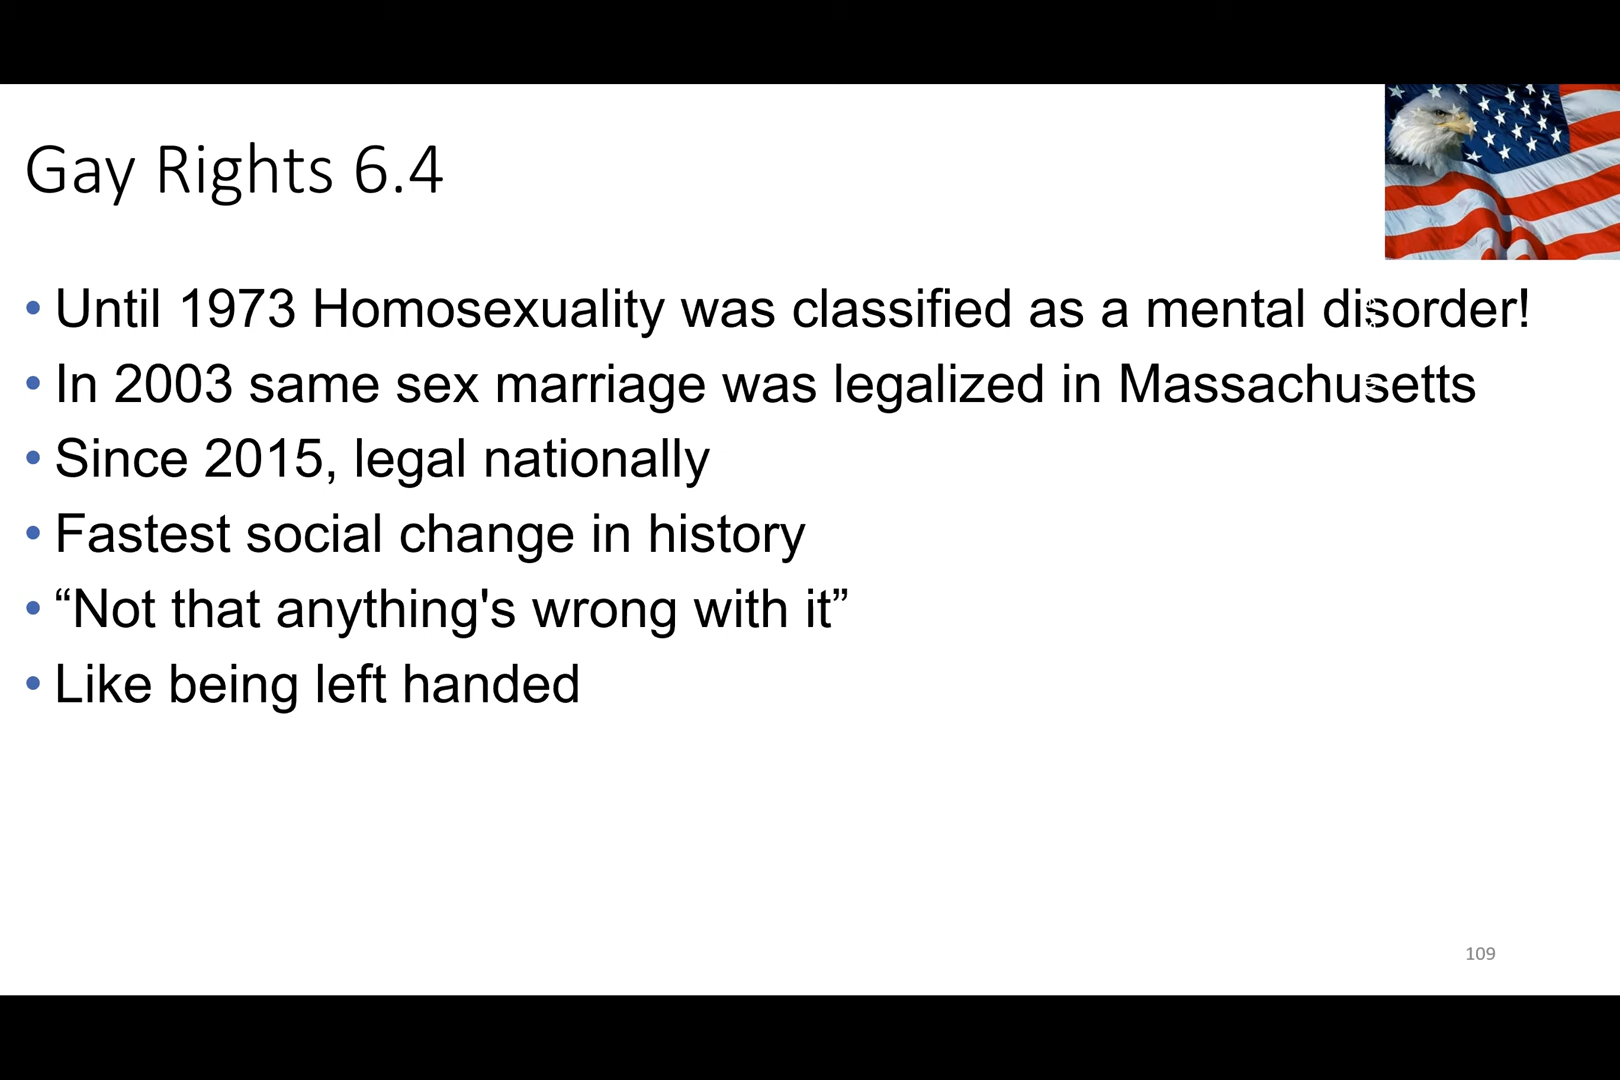 Gay Rights 6.4
• Until 1973 Homosexuality was classified as a mental disorder!
• In 2003 same sex marriage was legalized in Massachusetts
• Since 2015, legal nationally
• Fastest social change in history
• “Not that anything's wrong with it”
• Like being left handed
109